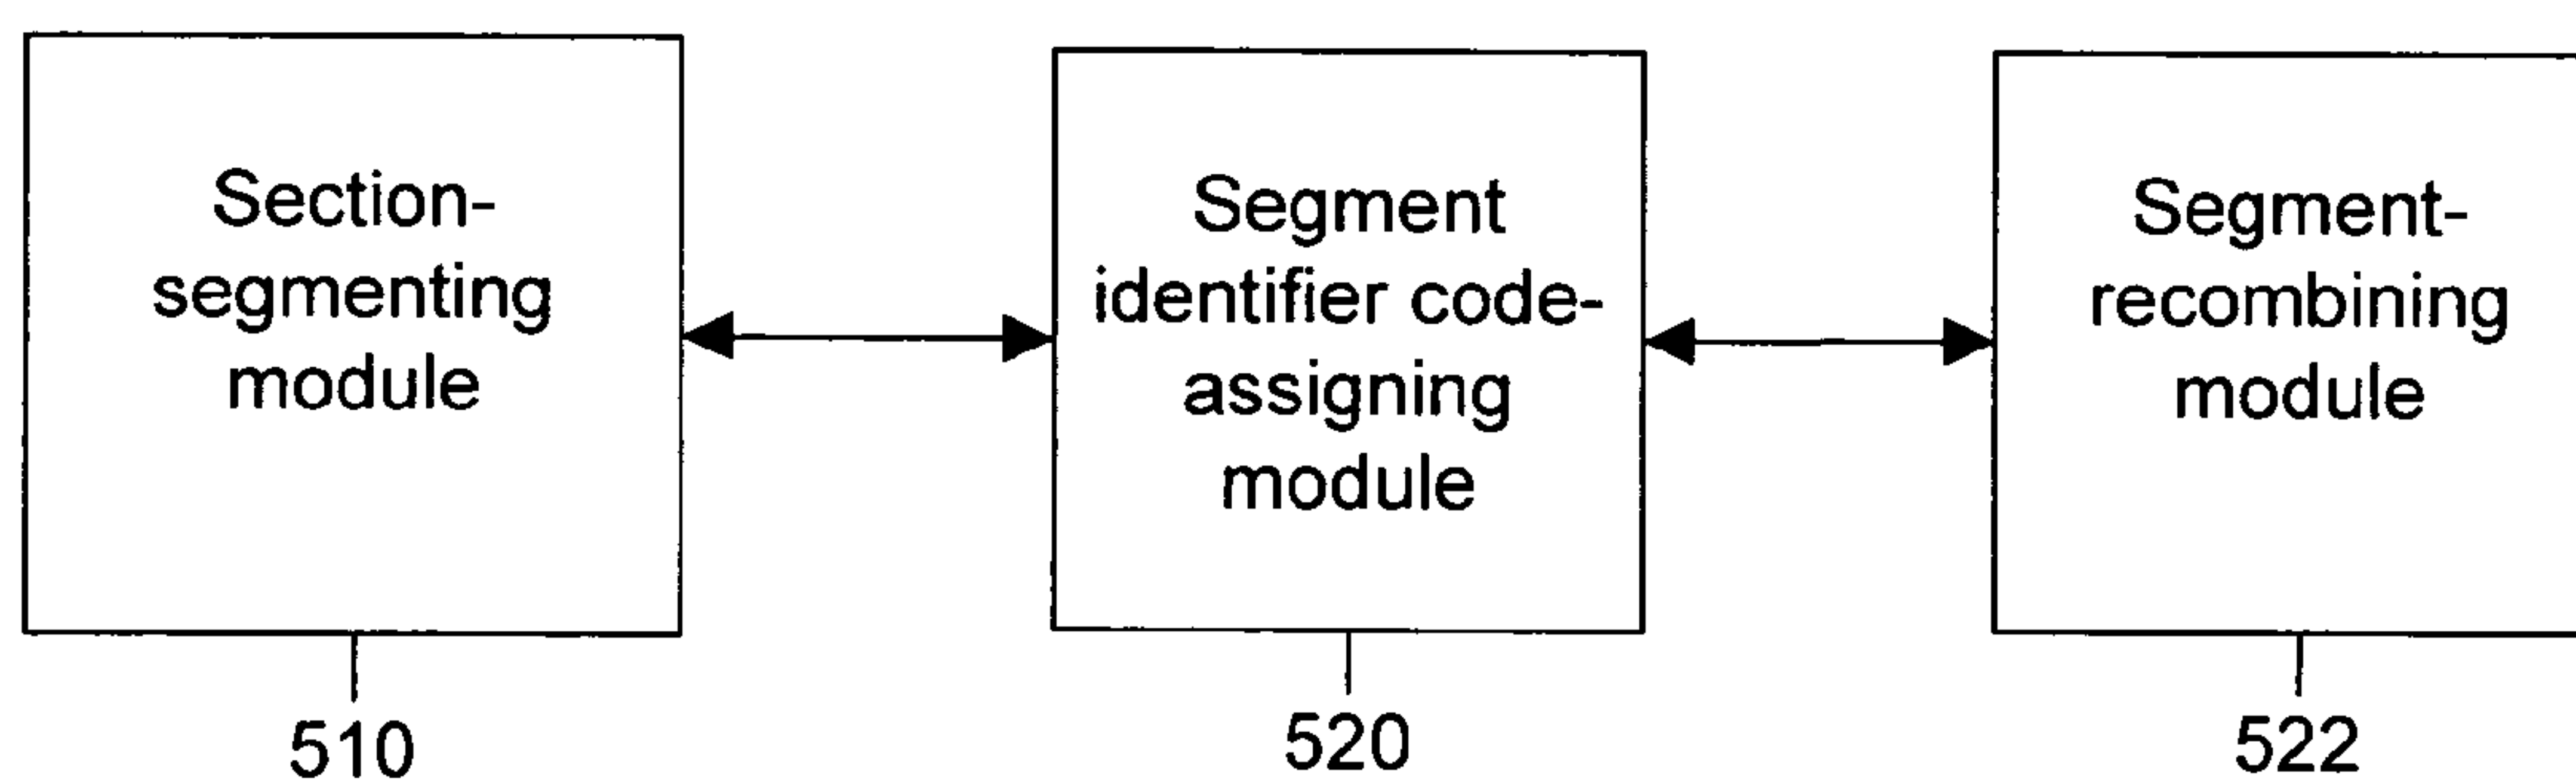 Section-
segmenting
module
Segment
identifier code-
assigning
module
Segment-
recombining
module
510
520
522